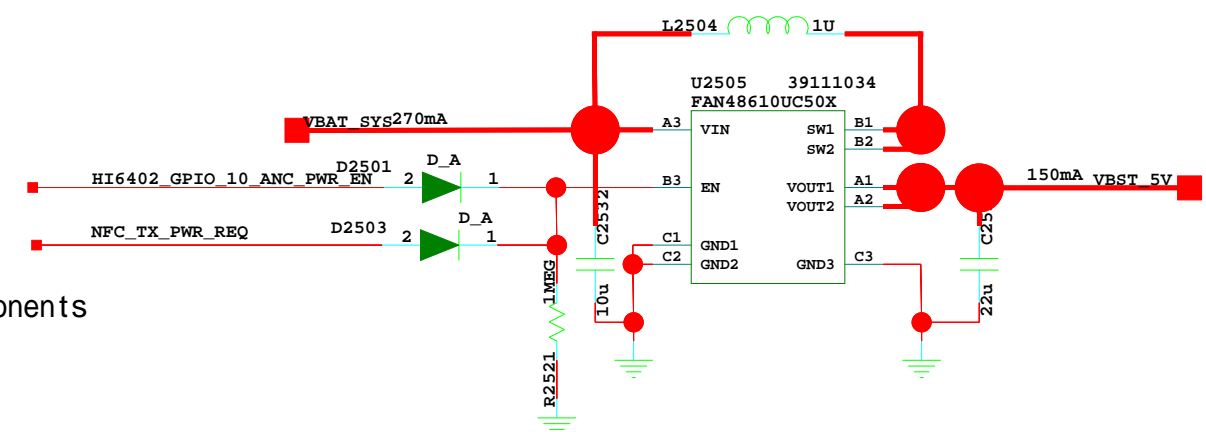 L2504 1U
U2505 39111034
FAN48610UC50X
VBAT_SYS 270mA
A3 VIN SW1 B1
SW2 B2
D2501 D_A
HI6402_GPIO_10_ANC_PWR_EN 2 1
B3 EN VOUT1 A1
150mA VBST_5V
VOUT2 A2
NFC_TX_PWR_REQ D2503 2 D_A 1
C2532
C25
C1 GND1
C2 GND2 GND3 C3
1MEG
10u
22u
onents
R2521